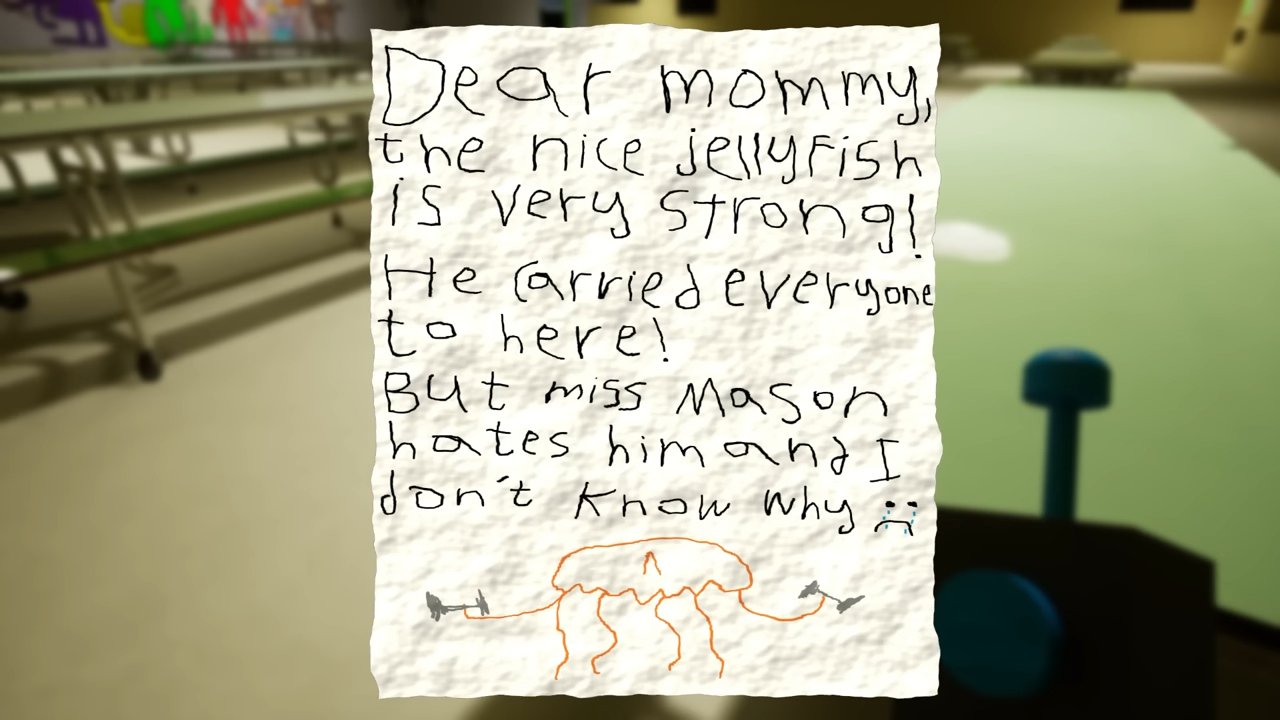 Dear mommy,
the nice jellyfish
is very strong!
He carried everyone
to here!
But miss Mason
hates him and I
don't know why